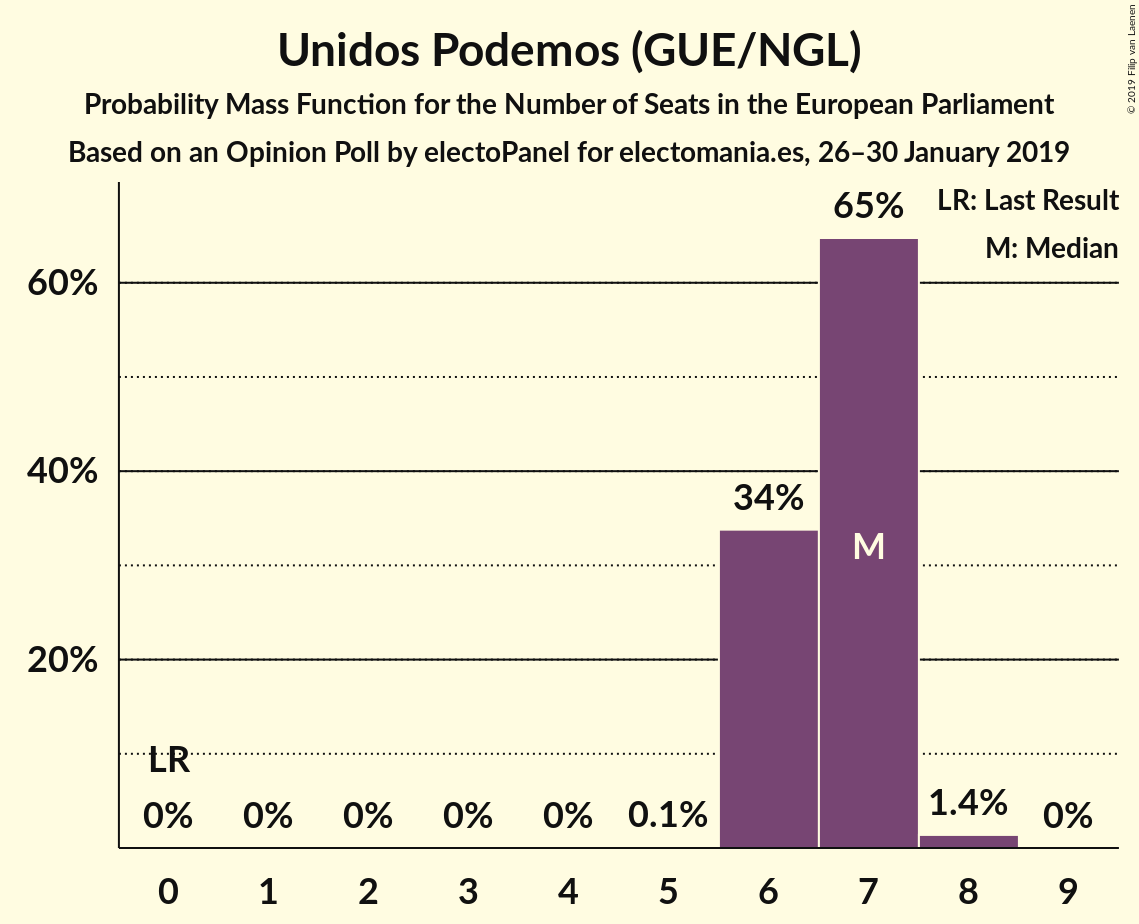 Unidos Podemos (GUE/NGL)
Probability Mass Function for the Number of Seats in the European Parliament
Based on an Opinion Poll by electoPanel for electomania.es, 26–30 January 2019
© 2019 Filip van Laenen
LR: Last Result
M: Median
65%
60%
40%
34%
M
20%
LR
0% 0% 0% 0% 0% 0.1% 1.4% 0%
0 1 2 3 4 5 6 7 8 9